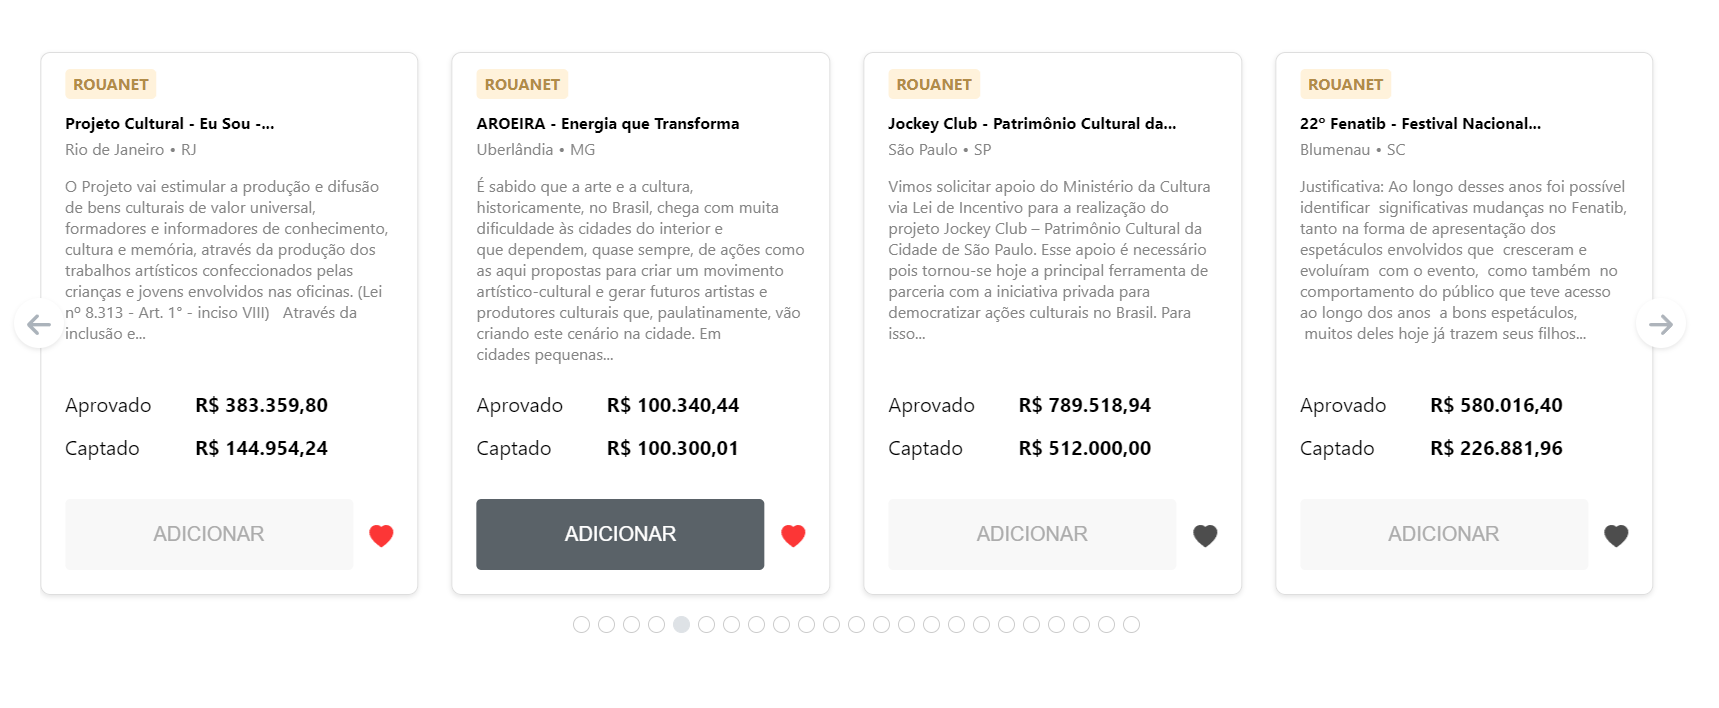 ROUANET
Projeto Cultural - Eu Sou -...
Rio de Janeiro • RJ
O Projeto vai estimular a produção e difusão
de bens culturais de valor universal,
formadores e informadores de conhecimento,
cultura e memória, através da produção dos
trabalhos artísticos confeccionados pelas
crianças e jovens envolvidos nas oficinas. (Lei
nº 8.313 - Art. 1° - inciso VIII)   Através da
inclusão e...
Aprovado R$ 383.359,80
Captado R$ 144.954,24
ADICIONAR
ROUANET
AROEIRA - Energia que Transforma
Uberlândia • MG
É sabido que a arte e a cultura,
historicamente, no Brasil, chega com muita
dificuldade às cidades do interior e
que dependem, quase sempre, de ações como
as aqui propostas para criar um movimento
artístico-cultural e gerar futuros artistas e
produtores culturais que, paulatinamente, vão
criando este cenário na cidade. Em
cidades pequenas...
Aprovado R$ 100.340,44
Captado R$ 100.300,01
ADICIONAR
ROUANET
Jockey Club - Patrimônio Cultural da...
São Paulo • SP
Vimos solicitar apoio do Ministério da Cultura
via Lei de Incentivo para a realização do
projeto Jockey Club – Patrimônio Cultural da
Cidade de São Paulo. Esse apoio é necessário
pois tornou-se hoje a principal ferramenta de
parceria com a iniciativa privada para
democratizar ações culturais no Brasil. Para
isso...
Aprovado R$ 789.518,94
Captado R$ 512.000,00
ADICIONAR
ROUANET
22º Fenatib - Festival Nacional...
Blumenau • SC
Justificativa: Ao longo desses anos foi possível
identificar  significativas mudanças no Fenatib,
tanto na forma de apresentação dos
espetáculos envolvidos que  cresceram e
evoluíram  com o evento,  como também  no
comportamento do público que teve acesso
ao longo dos anos  a bons espetáculos,
muitos deles hoje já trazem seus filhos...
Aprovado R$ 580.016,40
Captado R$ 226.881,96
ADICIONAR